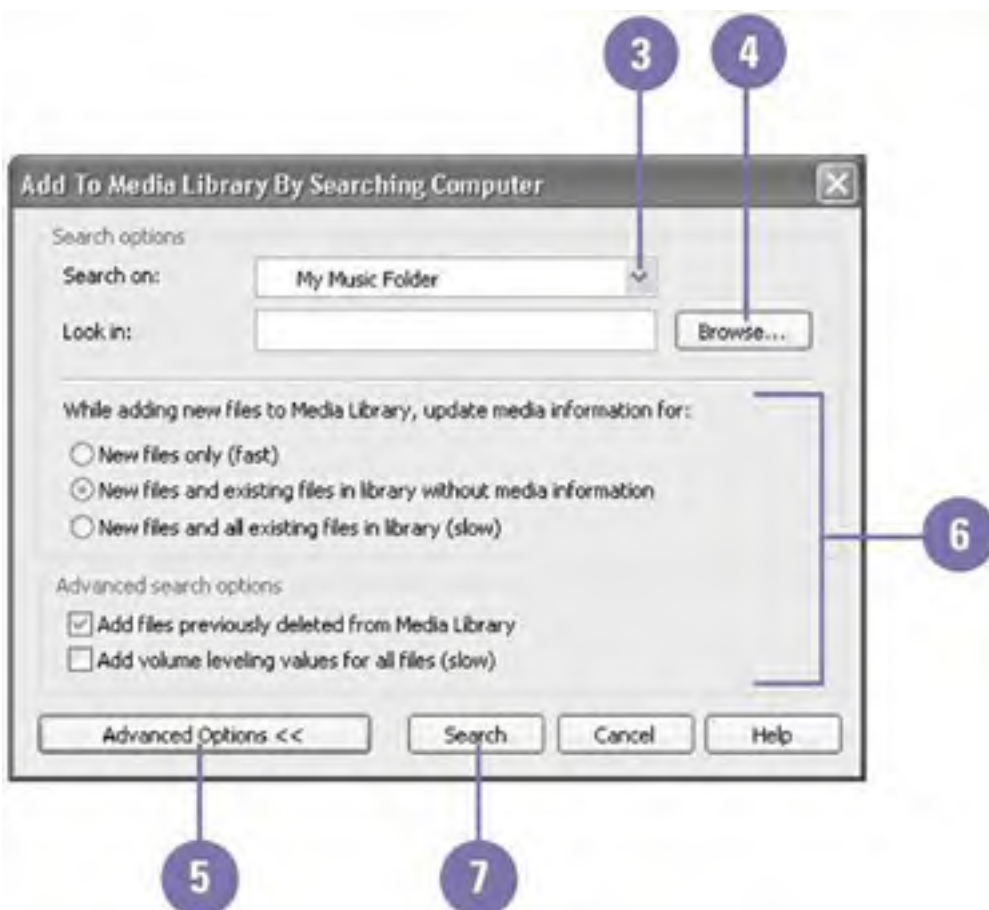 3 4
Add To Media Library By Searching Computer
Search options
Search on: My Music Folder
Look in: Browse...
While adding new files to Media Library, update media information for:
New files only (fast)
New files and existing files in library without media information
New files and all existing files in library (slow)
6
Advanced search options
Add files previously deleted from Media Library
Add volume leveling values for all files (slow)
Advanced Options << Search Cancel Help
5 7